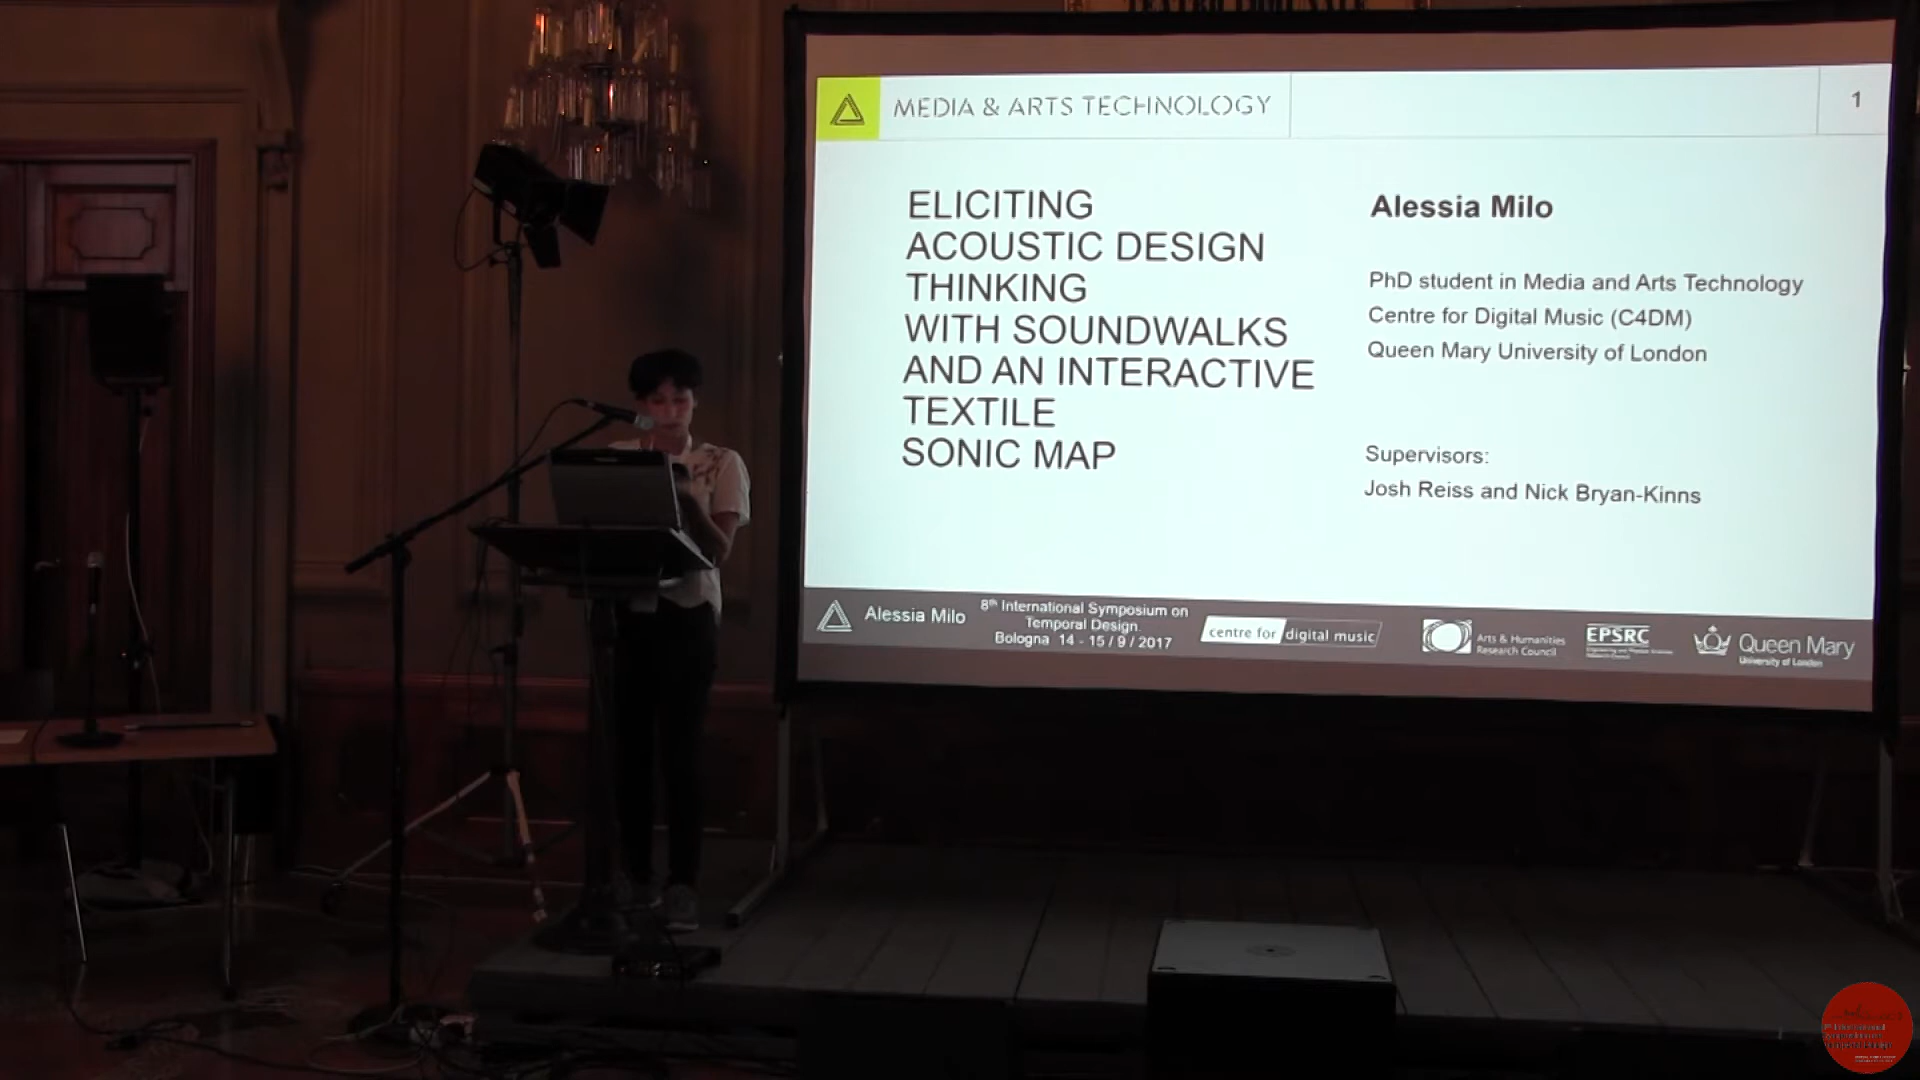 MEDIA & ARTS TECHNOLOGY
1
ELICITING
ACOUSTIC DESIGN
THINKING
WITH SOUNDWALKS
AND AN INTERACTIVE
TEXTILE
SONIC MAP
Alessia Milo
PhD student in Media and Arts Technology
Centre for Digital Music (C4DM)
Queen Mary University of London
Supervisors:
Josh Reiss and Nick Bryan-Kinns
Alessia Milo
8th International Symposium on
Temporal Design
Bologna 14 - 15 / 9 / 2017
centre for digital music
Arts & Humanities
Research Council
EPSRC
Queen Mary
University of London